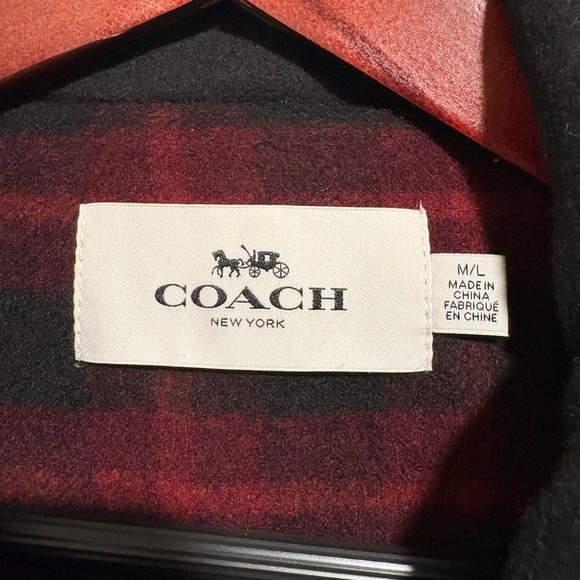 COACH
NEW YORK
M/L
MADE IN
CHINA
FABRIQUÉ
EN CHINE